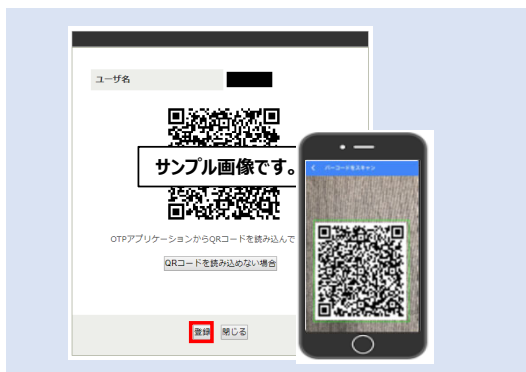 ユーザ名
サンプル画像です。
OTPアプリケーションからQRコードを読み込んで
QRコードを読み込めない場合
登録
閉じる
バーコードをスキャン